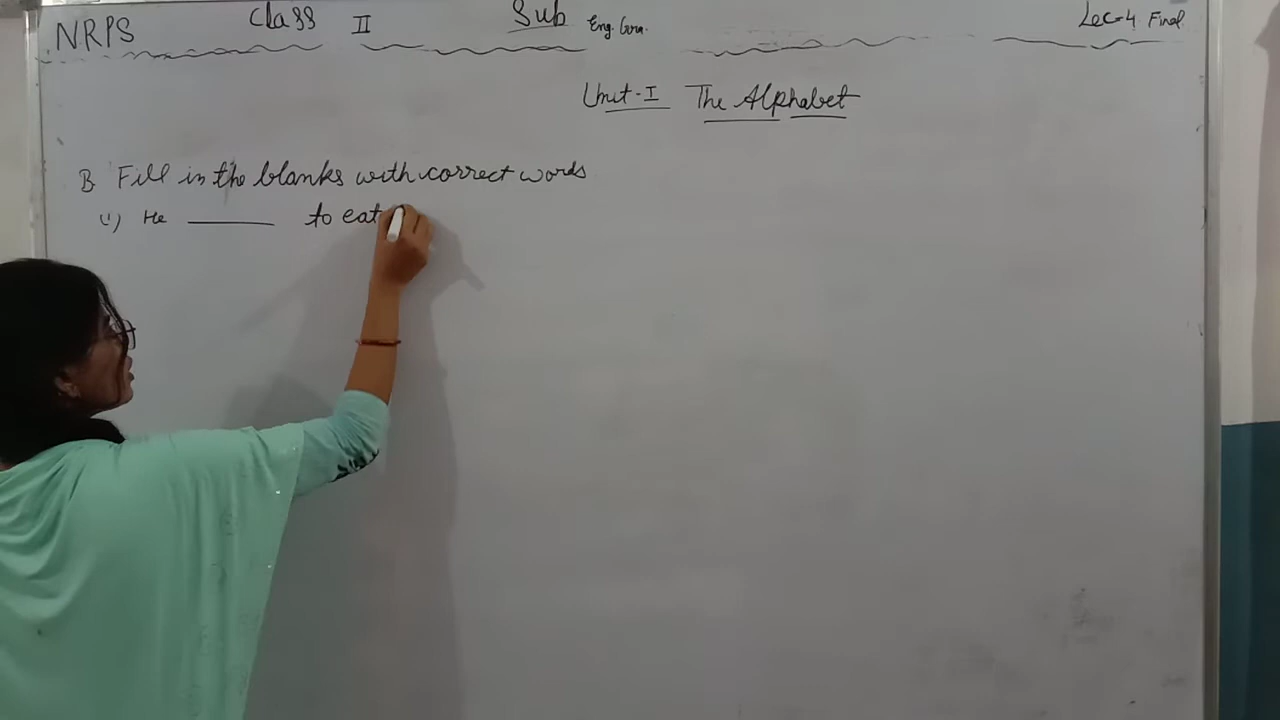 NRPS Class II Sub Eng. Gra. Lec-4 Final
Unit-I The Alphabet
B Fill in the blanks with correct words
(i) He ______ to eat